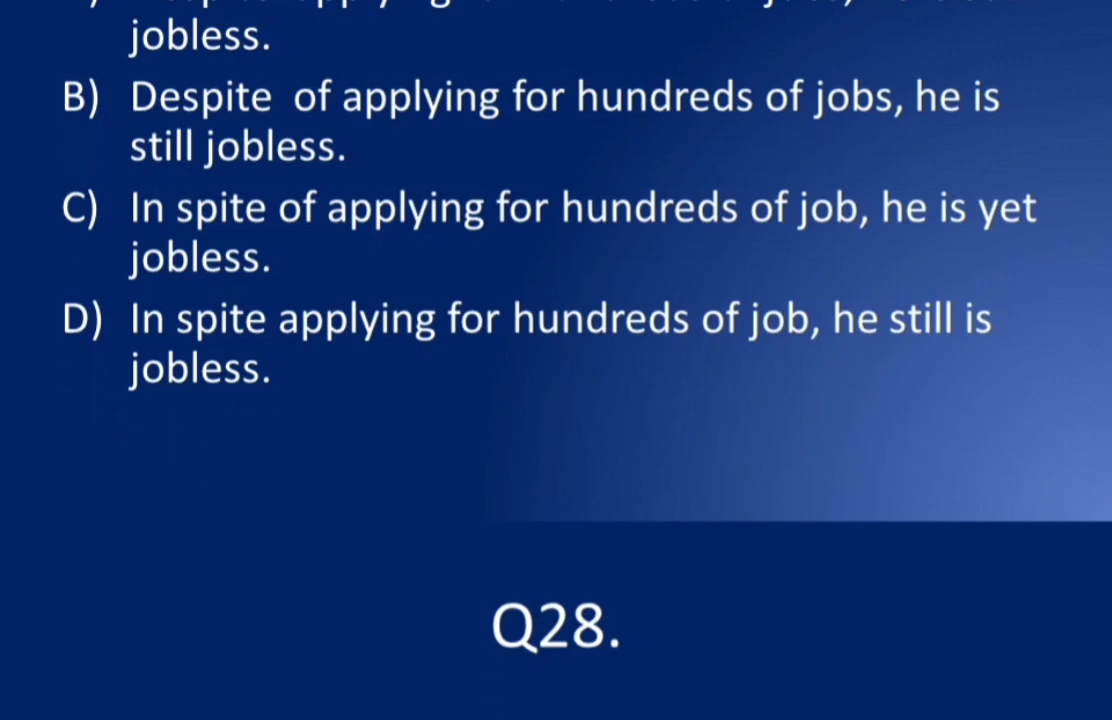 jobless.
B) Despite of applying for hundreds of jobs, he is
still jobless.
C) In spite of applying for hundreds of job, he is yet
jobless.
D) In spite applying for hundreds of job, he still is
jobless.
Q28.